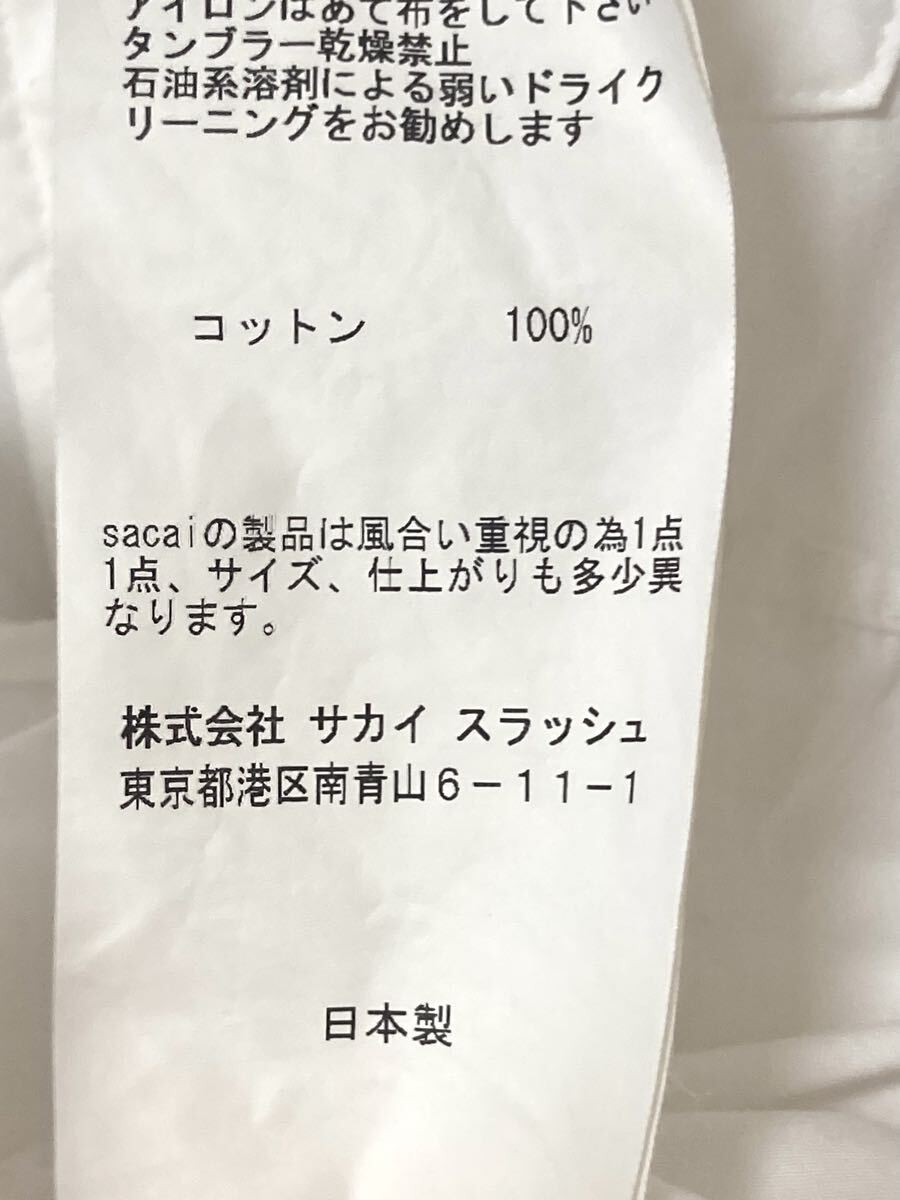 アイロンはあて布をして下さい
タンブラー乾燥禁止
石油系溶剤による弱いドライク
リーニングをお勧めします
コットン 100%
sacaiの製品は風合い重視の為1点
1点、サイズ、仕上がりも多少異
なります。
株式会社 サカイ スラッシュ
東京都港区南青山6-11-1
日本製